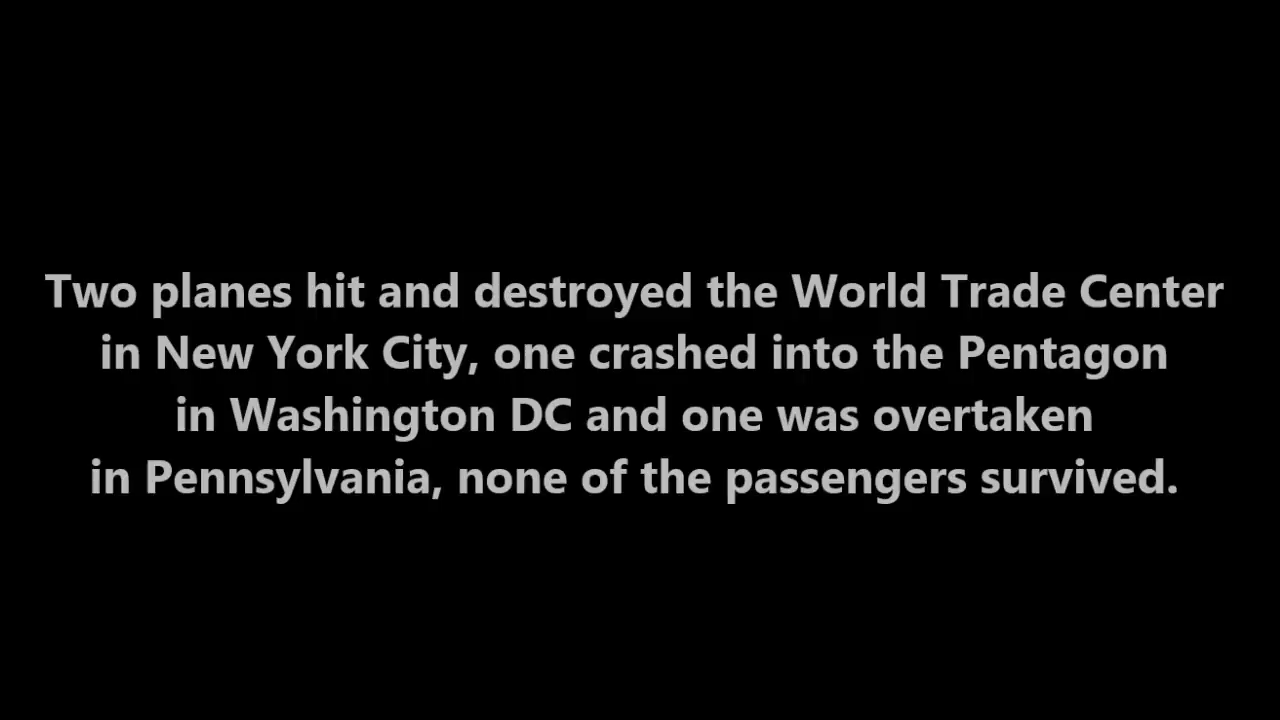 Two planes hit and destroyed the World Trade Center
in New York City, one crashed into the Pentagon
in Washington DC and one was overtaken
in Pennsylvania, none of the passengers survived.